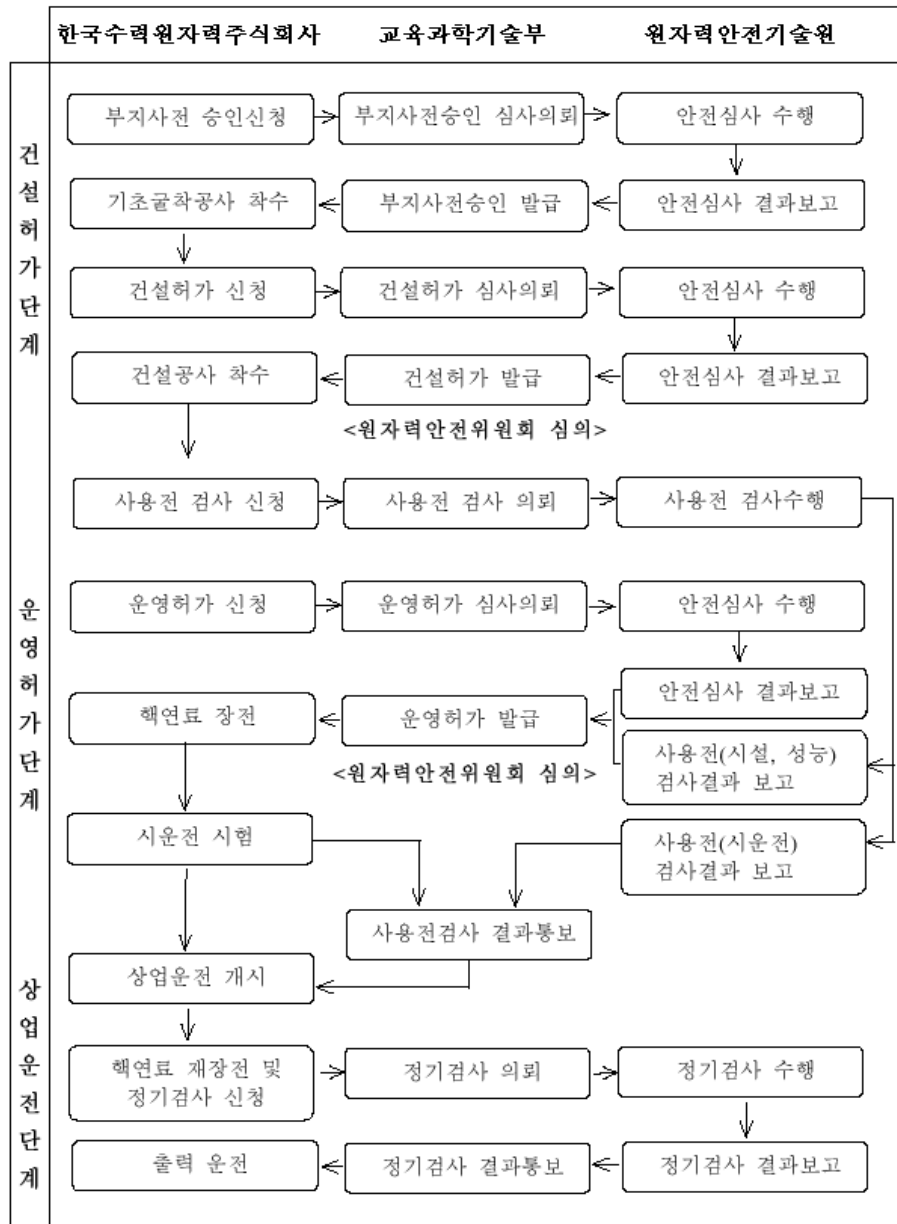 한국수력원자력주식회사 교육과학기술부 원자력안전기술원
건설허가단계
부지사전 승인신청 부지사전승인 심사의뢰 안전심사 수행
기초굴착공사 착수 부지사전승인 발급 안전심사 결과보고
건설허가 신청 건설허가 심사의뢰 안전심사 수행
건설공사 착수 건설허가 발급 안전심사 결과보고
<원자력안전위원회 심의>
운영허가단계
사용전 검사 신청 사용전 검사 의뢰 사용전 검사수행
운영허가 신청 운영허가 심사의뢰 안전심사 수행
안전심사 결과보고
핵연료 장전 운영허가 발급
<원자력안전위원회 심의>
사용전(시설, 성능)
검사결과 보고
시운전 시험
사용전(시운전)
검사결과 보고
사용전검사 결과통보
상업운전단계
상업운전 개시
핵연료 재장전 및
정기검사 신청
정기검사 의뢰 정기검사 수행
출력 운전 정기검사 결과통보 정기검사 결과보고